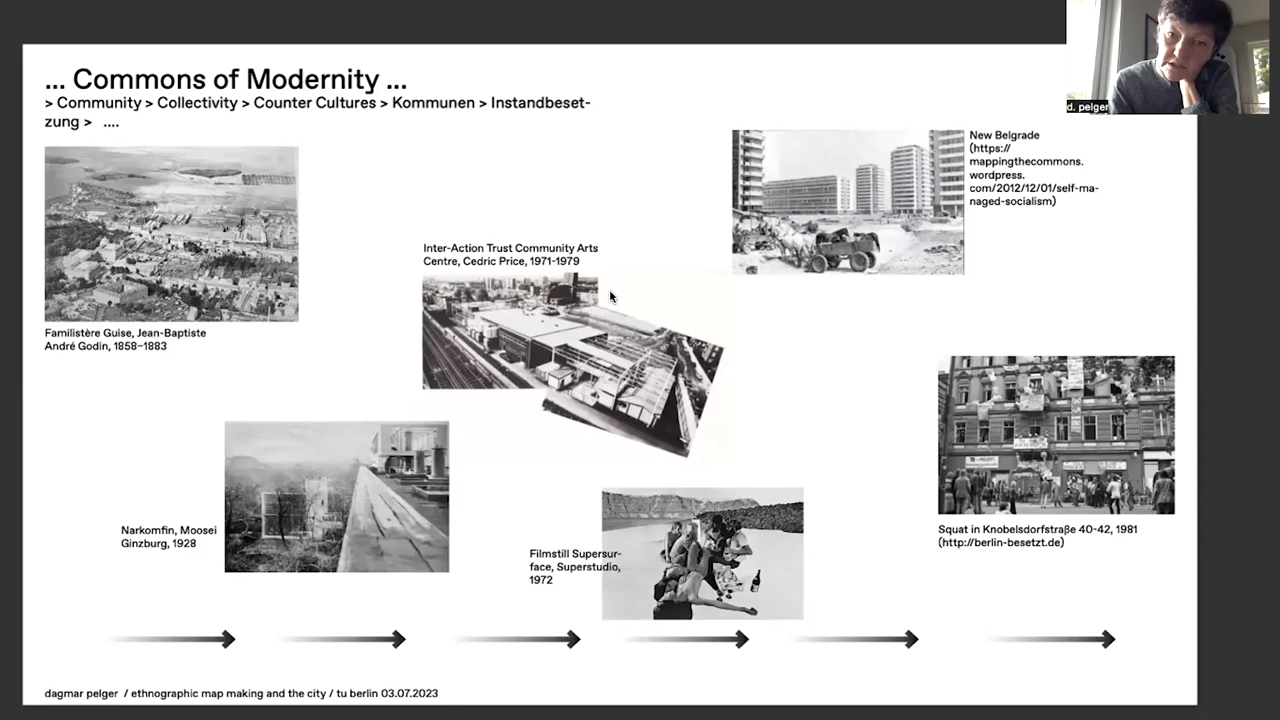 ... Commons of Modernity ...
> Community > Collectivity > Counter Cultures > Kommunen > Instandbeset-
zung > ....
d. pelger
New Belgrade
(https://
mappingthecommons.
wordpress.
com/2012/12/01/self-ma-
naged-socialism)
Inter-Action Trust Community Arts
Centre, Cedric Price, 1971-1979
Familistère Guise, Jean-Baptiste
André Godin, 1858–1883
Narkomfin, Moosei
Ginzburg, 1928
Filmstill Supersur-
face, Superstudio,
1972
Squat in Knobelsdorfstraße 40-42, 1981
(http://berlin-besetzt.de)
dagmar pelger / ethnographic map making and the city / tu berlin 03.07.2023